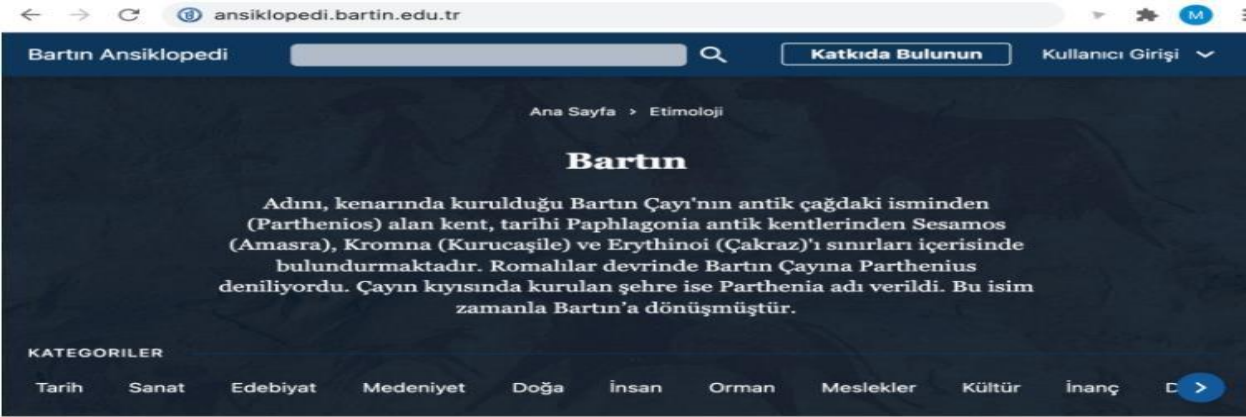 ansiklopedi.bartin.edu.tr
M
Bartın Ansiklopedi
Katkıda Bulunun
Kullanıcı Girişi
Ana Sayfa > Etimoloji
Bartın
Adını, kenarında kurulduğu Bartın Çayı'nın antik çağdaki isminden
(Parthenios) alan kent, tarihi Paphlagonia antik kentlerinden Sesamos
(Amasra), Kromna (Kurucaşile) ve Erythinoi (Çakraz)'ı sınırları içerisinde
bulundurmaktadır. Romalılar devrinde Bartın Çayına Parthenius
deniliyordu. Çayın kıyısında kurulan şehre ise Parthenia adı verildi. Bu isim
zamanla Bartın’a dönüşmüştür.
KATEGORILER
Tarih Sanat Edebiyat Medeniyet Doğa İnsan Orman Meslekler Kültür İnanç